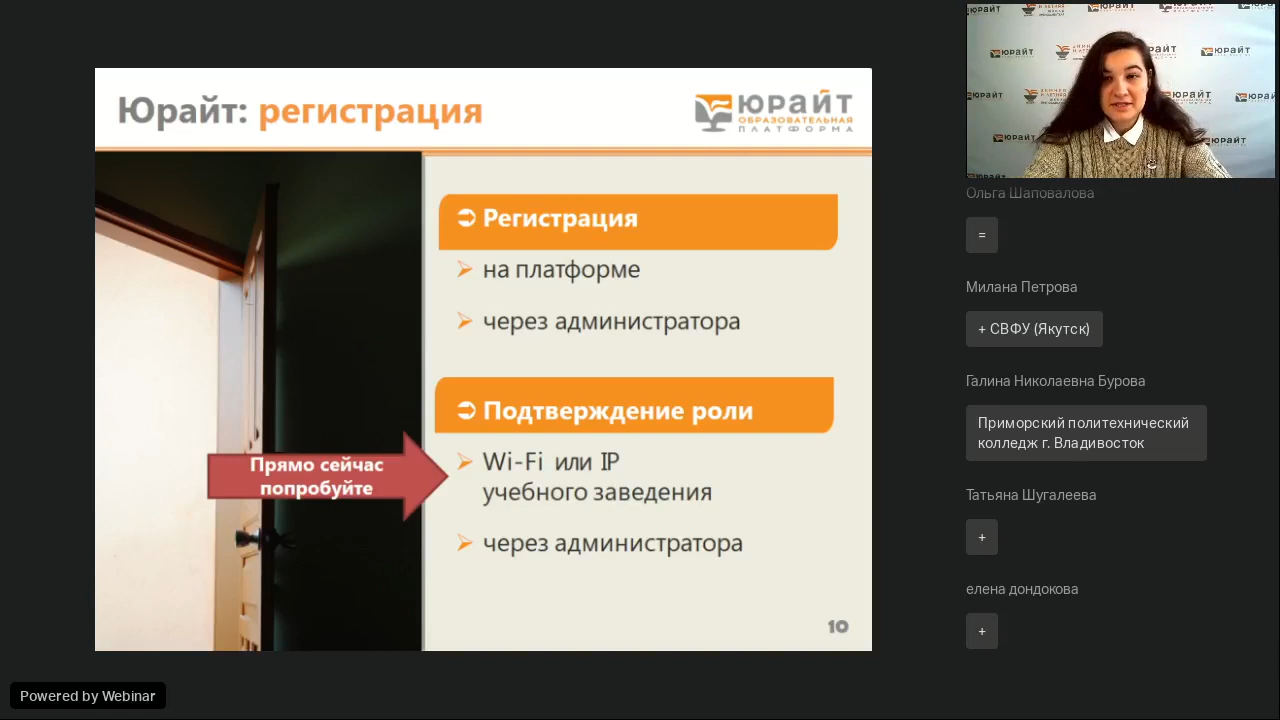 Юрайт: регистрация
ЮРАЙТ
ОБРАЗОВАТЕЛЬНАЯ
ПЛАТФОРМА
Регистрация
на платформе
через администратора
Подтверждение роли
Прямо сейчас
попробуйте
Wi-Fi или IP
учебного заведения
через администратора
10
Ольга Шаповалова
=
Милана Петрова
+ СВФУ (Якутск)
Галина Николаевна Бурова
Приморский политехнический
колледж г. Владивосток
Татьяна Шугалеева
+
елена дондокова
+
Powered by Webinar